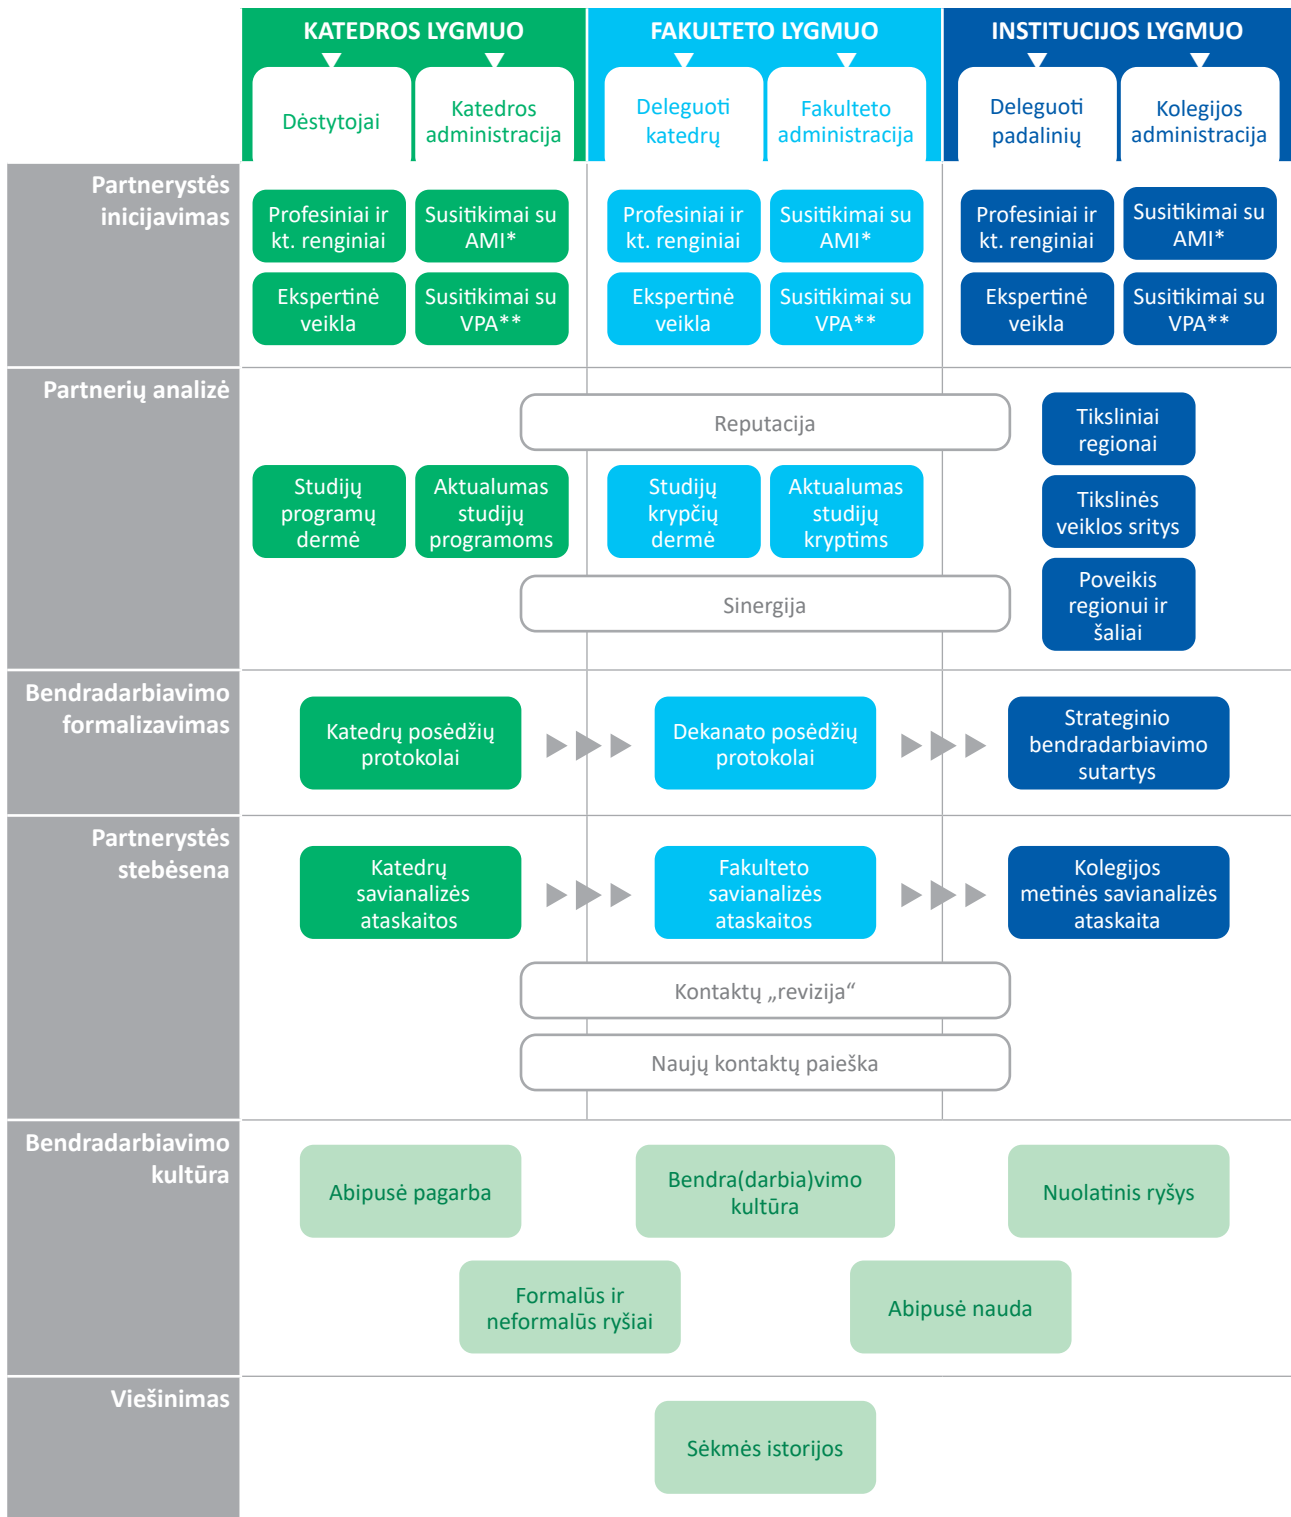 KATEDROS LYGMUO
FAKULTETO LYGMUO
INSTITUCIJOS LYGMUO
Dėstytojai
Katedros
administracija
Deleguoti
katedrų
Fakulteto
administracija
Deleguoti
padalinių
Kolegijos
administracija
Partnerystės
inicijavimas
Profesiniai ir
kt. renginiai
Susitikimai su
AMI*
Profesiniai ir
kt. renginiai
Susitikimai su
AMI*
Profesiniai ir
kt. renginiai
Susitikimai su
AMI*
Ekspertinė
veikla
Susitikimai su
VPA**
Ekspertinė
veikla
Susitikimai su
VPA**
Ekspertinė
veikla
Susitikimai su
VPA**
Partnerių analizė
Reputacija
Tiksliniai
regionai
Studijų
programų
dermė
Aktualumas
studijų
programoms
Studijų
krypčių
dermė
Aktualumas
studijų
kryptims
Tikslinės
veiklos sritys
Sinergija
Poveikis
regionui ir
šaliai
Bendradarbiavimo
formalizavimas
Katedrų posėdžių
protokolai
Dekanato posėdžių
protokolai
Strateginio
bendradarbiavimo
sutartys
Partnerystės
stebėsena
Katedrų
savianalizės
ataskaitos
Fakulteto
savianalizės
ataskaitos
Kolegijos
metinės savianalizės
ataskaita
Kontaktų „revizija“
Naujų kontaktų paieška
Bendradarbiavimo
kultūra
Abipusė pagarba
Bendra(darbia)vimo
kultūra
Nuolatinis ryšys
Formalūs ir
neformalūs ryšiai
Abipusė nauda
Viešinimas
Sėkmės istorijos